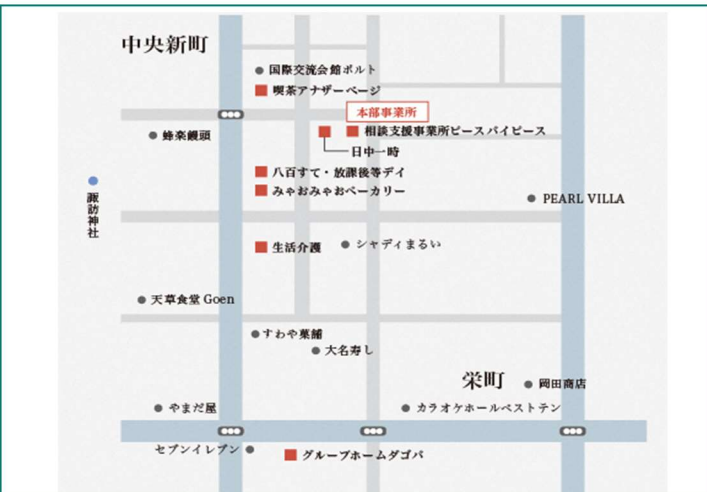 中央新町
国際交流会館ポルト
喫茶アナザーページ
本部事業所
相談支援事業所ピースバイピース
蜂楽饅頭
日中一時
八百すて・放課後等デイ
みゃおみゃおベーカリー
諏訪神社
PEARL VILLA
生活介護
シャディまるい
天草食堂 Goen
すわや菓舗
大名寿し
栄町
岡田商店
やまだ屋
カラオケホールベストテン
セブンイレブン
グループホームダゴパ